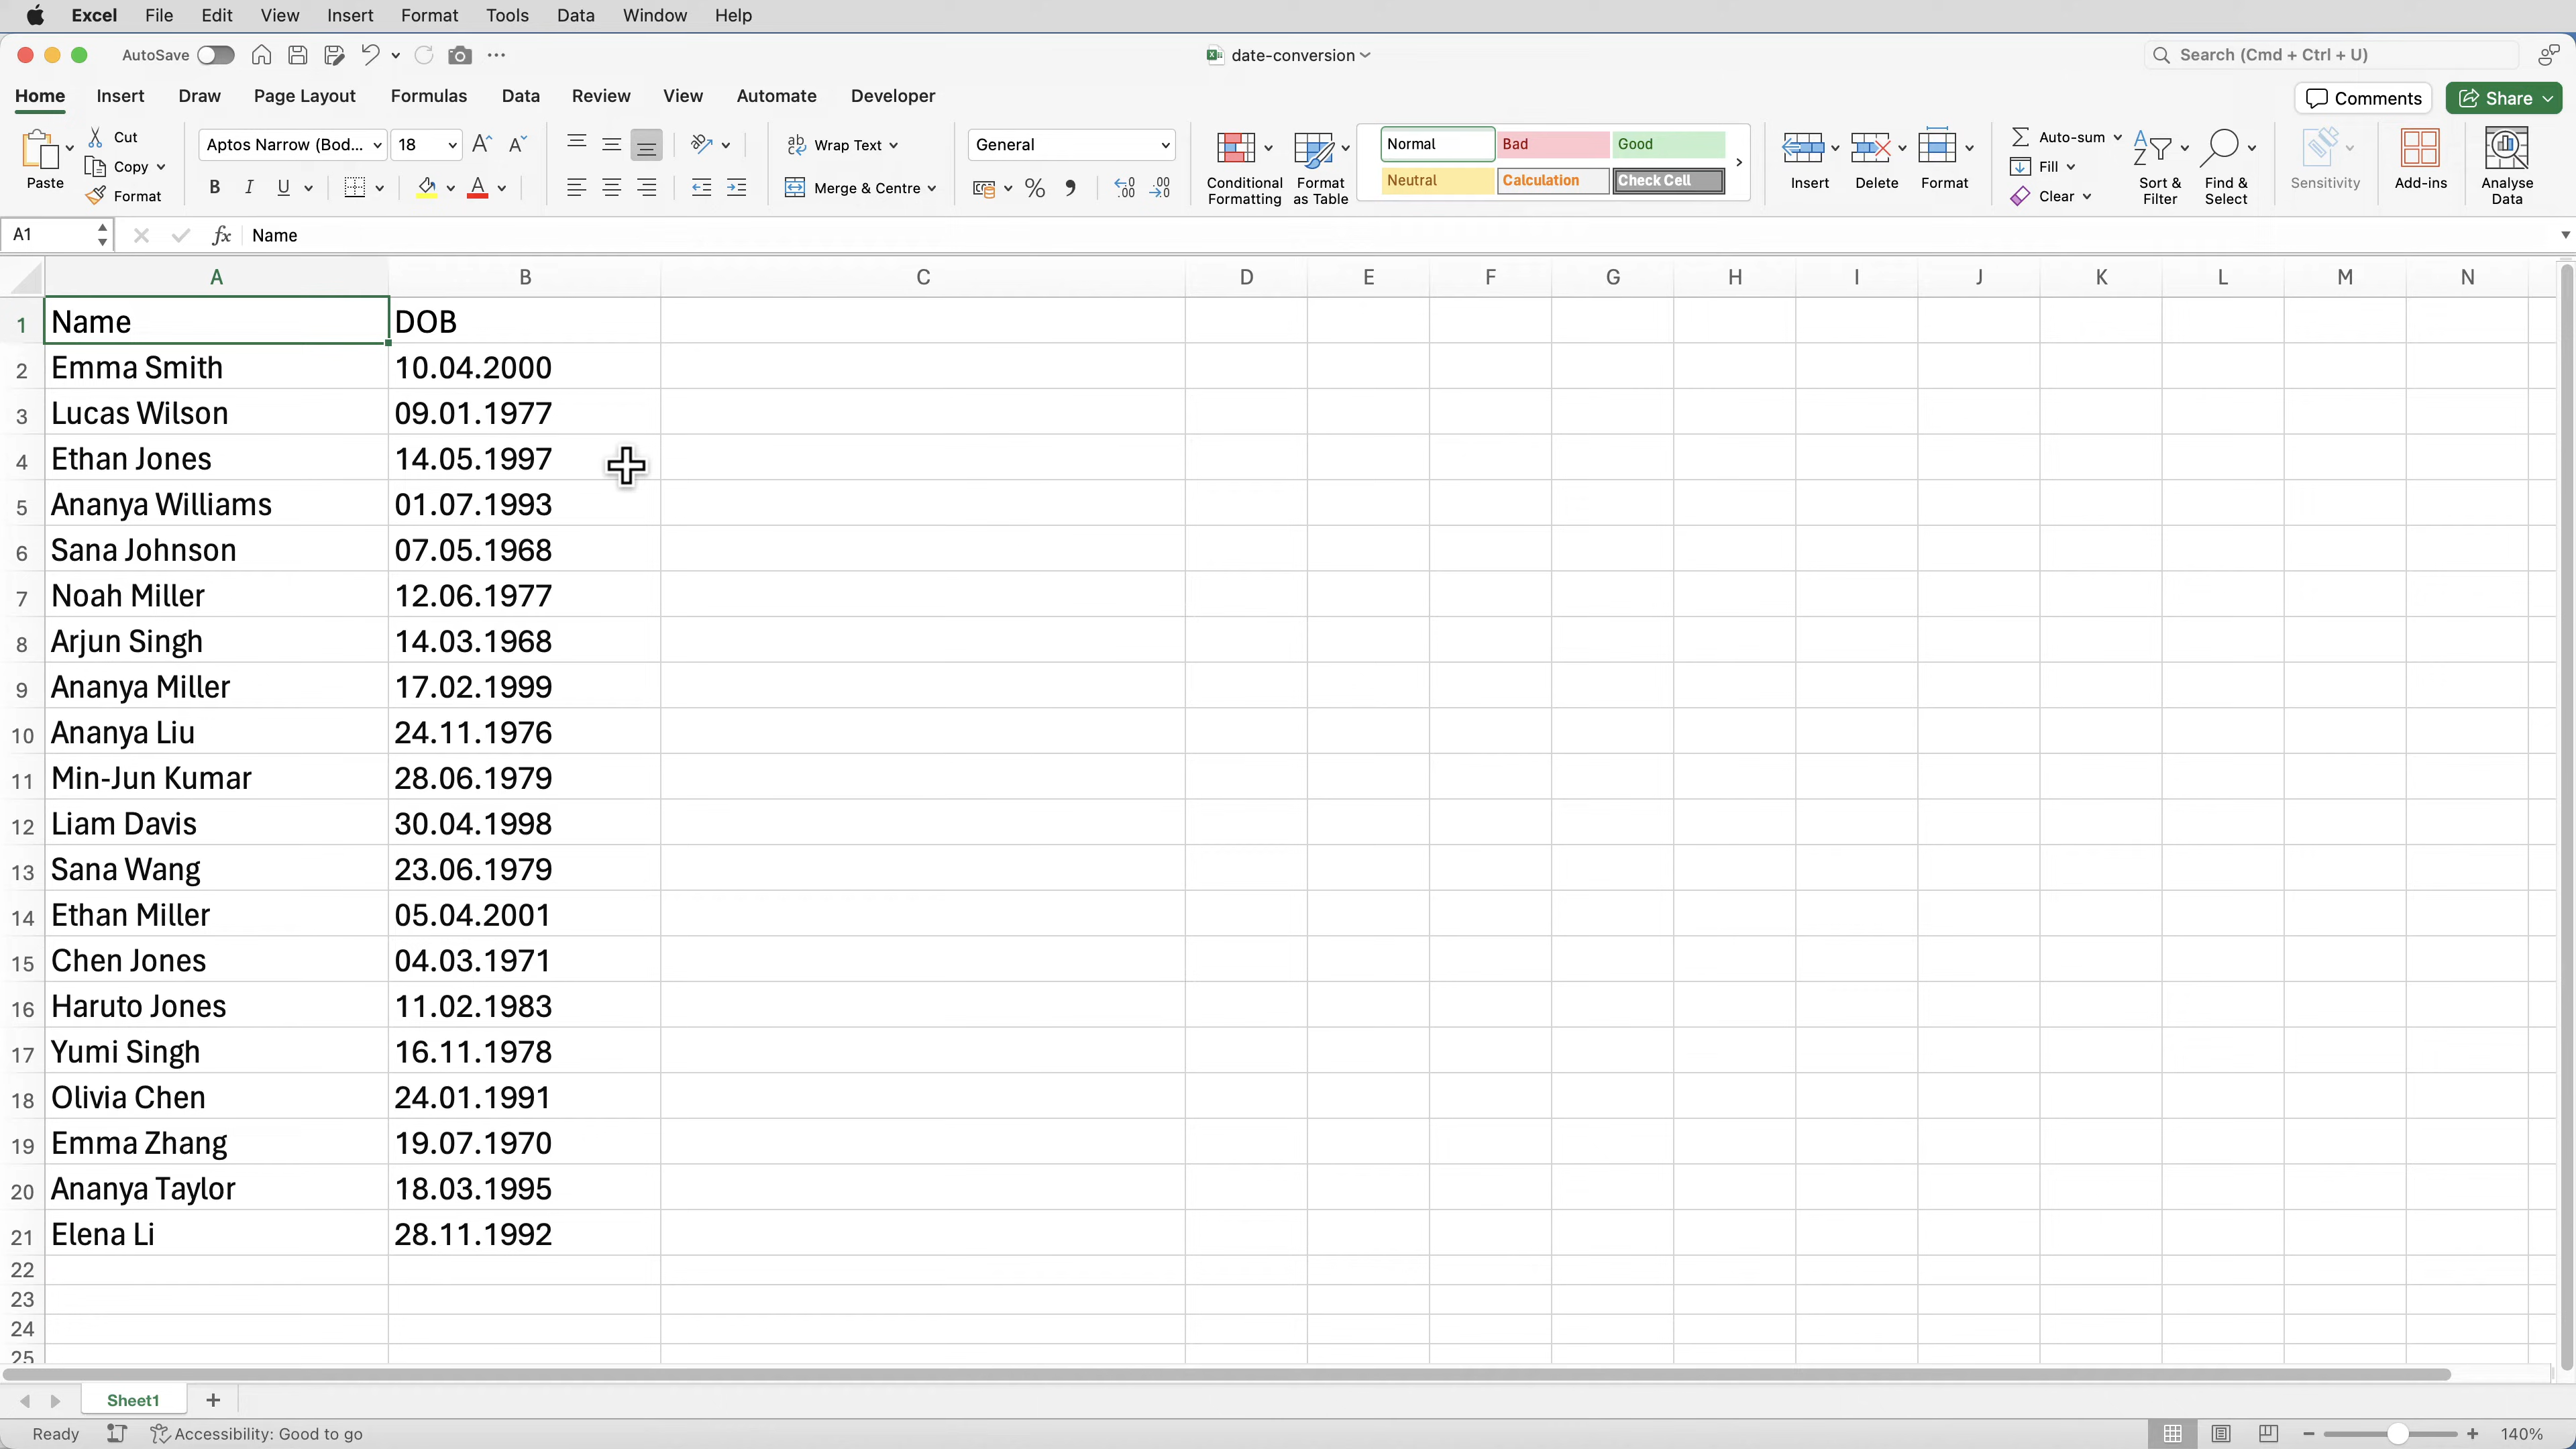 Excel File Edit View Insert Format Tools Data Window Help
AutoSave date-conversion Search (Cmd + Ctrl + U)
Home Insert Draw Page Layout Formulas Data Review View Automate Developer Comments Share
Paste Cut Copy Format
Aptos Narrow (Bod... 18 A A
B I U A
ab Wrap Text
Merge & Centre
General
% .00
Conditional Formatting
Format as Table
Normal Bad Good
Neutral Calculation Check Cell
Insert Delete Format
Auto-sum
Fill
Clear
Sort & Filter
Find & Select
Sensitivity
Add-ins
Analyse Data
A1 fx Name
A B C D E F G H I J K L M N
1 Name DOB
2 Emma Smith 10.04.2000
3 Lucas Wilson 09.01.1977
4 Ethan Jones 14.05.1997
5 Ananya Williams 01.07.1993
6 Sana Johnson 07.05.1968
7 Noah Miller 12.06.1977
8 Arjun Singh 14.03.1968
9 Ananya Miller 17.02.1999
10 Ananya Liu 24.11.1976
11 Min-Jun Kumar 28.06.1979
12 Liam Davis 30.04.1998
13 Sana Wang 23.06.1979
14 Ethan Miller 05.04.2001
15 Chen Jones 04.03.1971
16 Haruto Jones 11.02.1983
17 Yumi Singh 16.11.1978
18 Olivia Chen 24.01.1991
19 Emma Zhang 19.07.1970
20 Ananya Taylor 18.03.1995
21 Elena Li 28.11.1992
22
23
24
25
Sheet1 +
Ready Accessibility: Good to go 140%